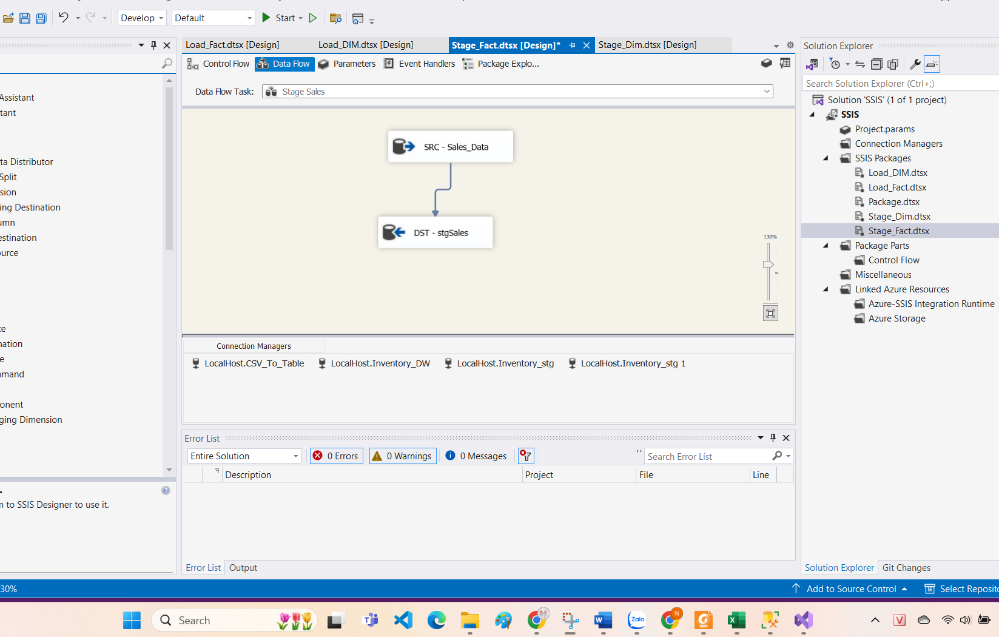 Develop
Default
Start
Load_Fact.dtsx [Design]
Load_DIM.dtsx [Design]
Stage_Fact.dtsx [Design]*
Stage_Dim.dtsx [Design]
Control Flow
Data Flow
Parameters
Event Handlers
Package Explo...
Data Flow Task:
Stage Sales
Assistant
tant
ta Distributor
Split
sion
ing Destination
umn
estination
ource
ce
mation
e
mmand
onent
ging Dimension
n to SSIS Designer to use it.
SRC - Sales_Data
DST - stgSales
130%
Connection Managers
LocalHost.CSV_To_Table
LocalHost.Inventory_DW
LocalHost.Inventory_stg
LocalHost.Inventory_stg 1
Error List
Entire Solution
0 Errors
0 Warnings
0 Messages
Search Error List
Description
Project
File
Line
Error List
Output
Solution Explorer
Search Solution Explorer (Ctrl+;)
Solution 'SSIS' (1 of 1 project)
SSIS
Project.params
Connection Managers
SSIS Packages
Load_DIM.dtsx
Load_Fact.dtsx
Package.dtsx
Stage_Dim.dtsx
Stage_Fact.dtsx
Package Parts
Control Flow
Miscellaneous
Linked Azure Resources
Azure-SSIS Integration Runtime
Azure Storage
Solution Explorer
Git Changes
30%
Add to Source Control
Select Reposito
Search
Zalo
N
PDF
V